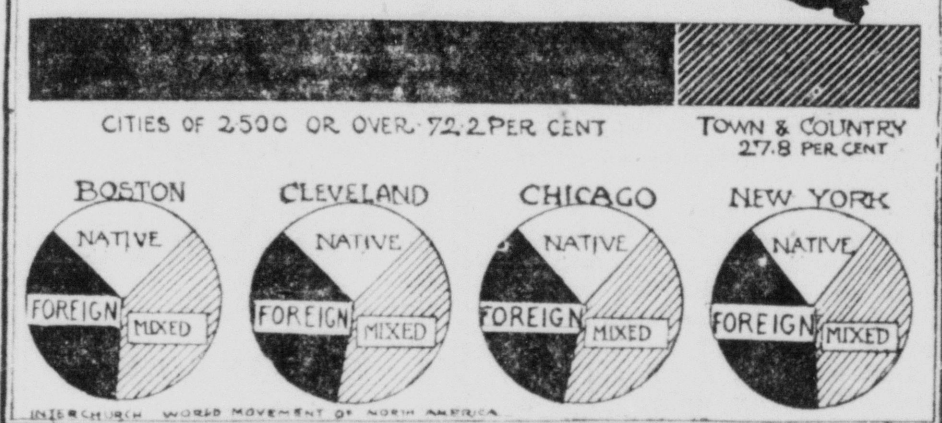 CITIES OF 2500 OR OVER · 72.2 PER CENT
TOWN & COUNTRY
27.8 PER CENT
BOSTON
NATIVE
FOREIGN
MIXED
CLEVELAND
NATIVE
FOREIGN
MIXED
CHICAGO
NATIVE
FOREIGN
MIXED
NEW YORK
NATIVE
FOREIGN
MIXED
INTERCHURCH WORLD MOVEMENT OF NORTH AMERICA